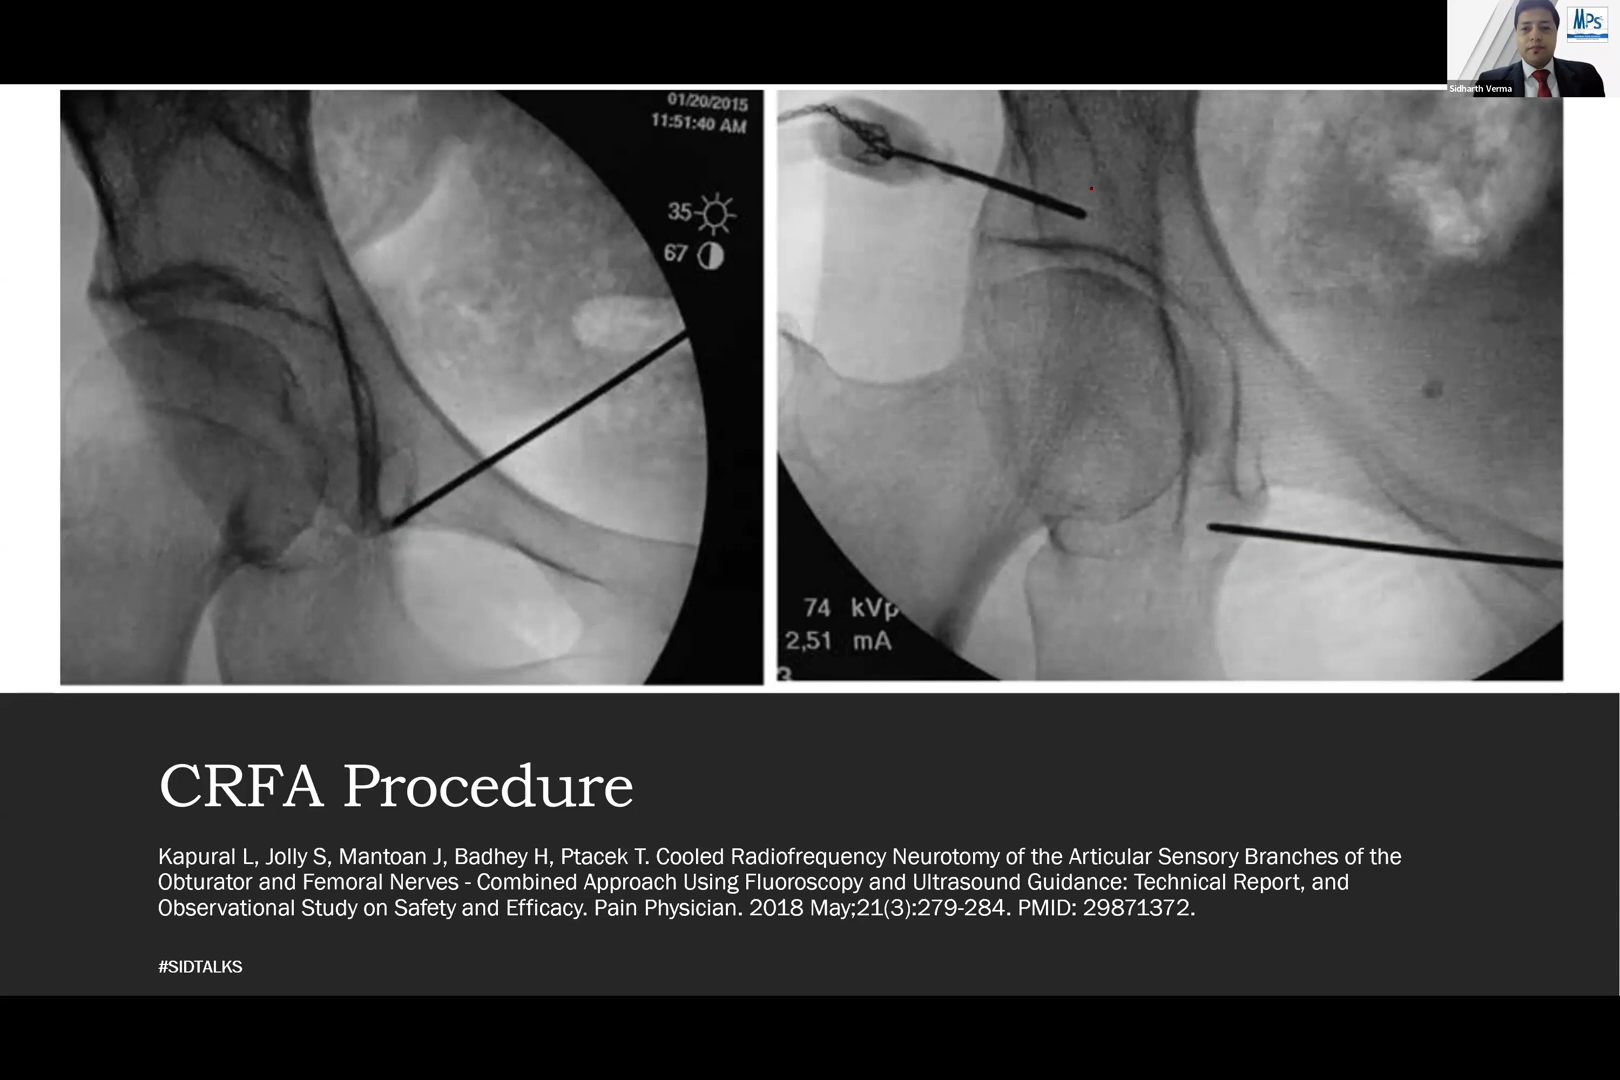 MPS
Sidharth Verma
01/20/2015
11:51:40 AM
35
67
74 kVp
2,51 mA
3
CRFA Procedure
Kapural L, Jolly S, Mantoan J, Badhey H, Ptacek T. Cooled Radiofrequency Neurotomy of the Articular Sensory Branches of the
Obturator and Femoral Nerves - Combined Approach Using Fluoroscopy and Ultrasound Guidance: Technical Report, and
Observational Study on Safety and Efficacy. Pain Physician. 2018 May;21(3):279-284. PMID: 29871372.
#SIDTALKS